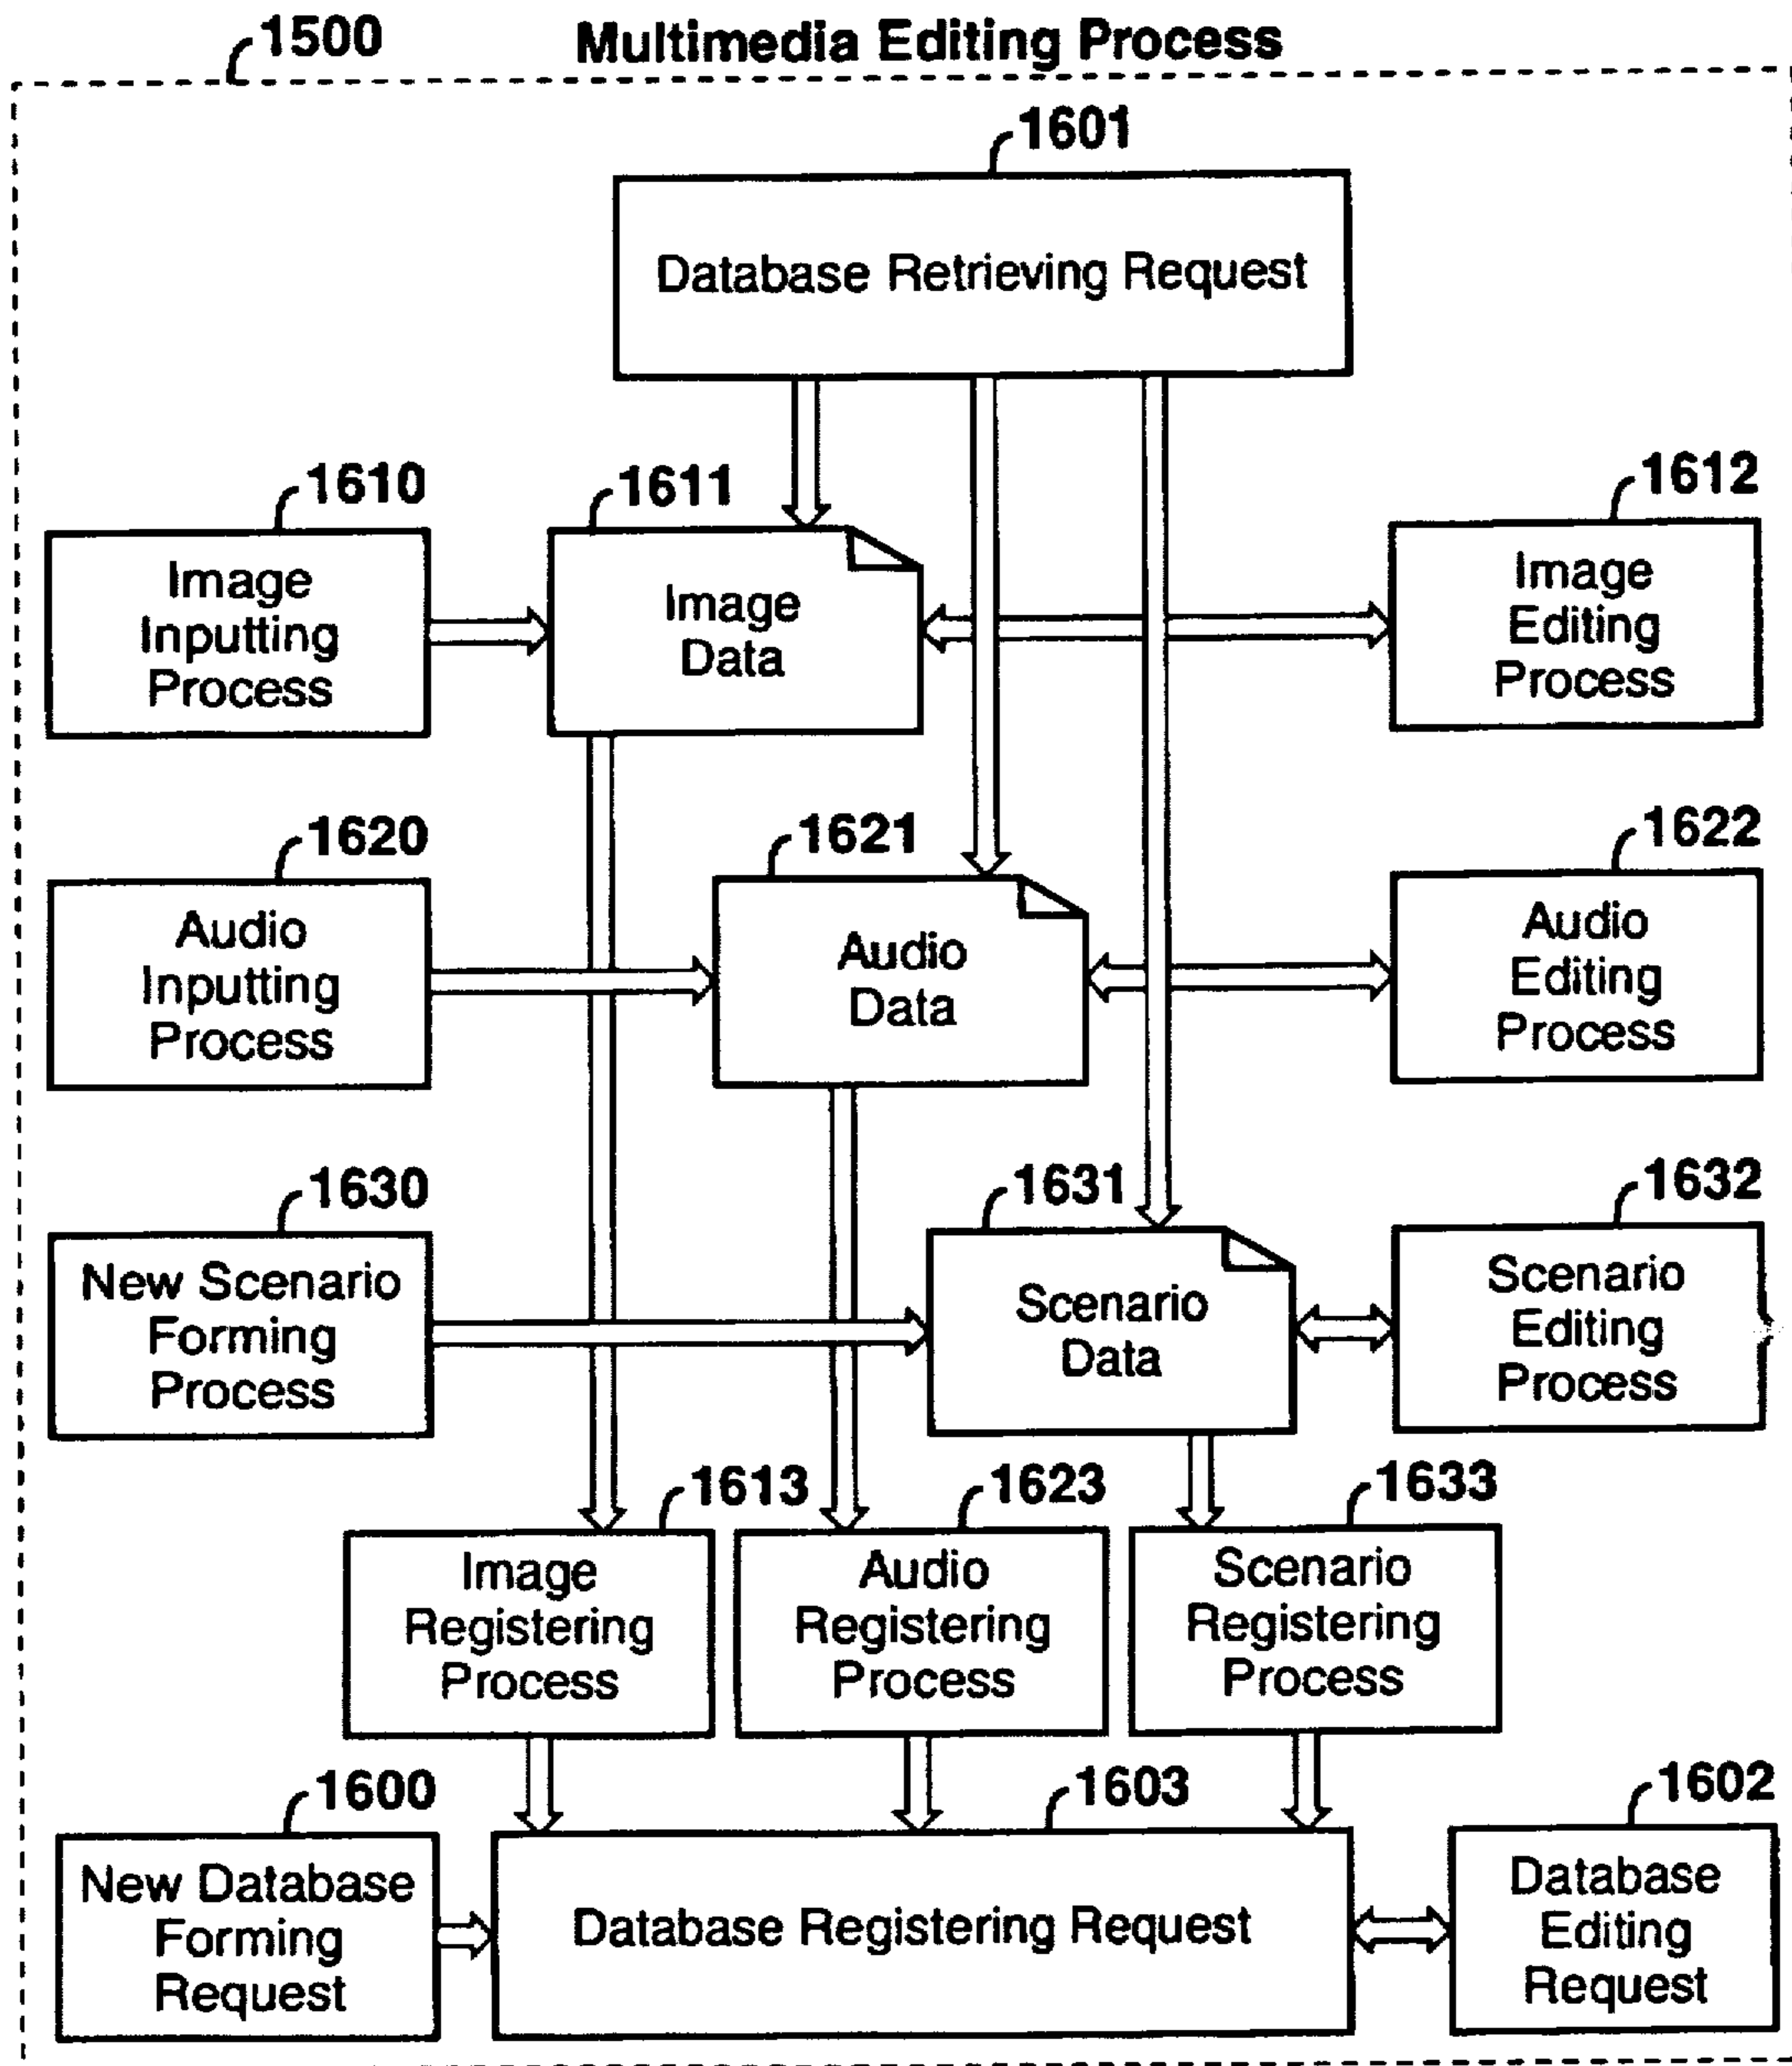 1500
Multimedia Editing Process
1601
Database Retrieving Request
1610
Image
Inputting
Process
1611
Image
Data
1612
Image
Editing
Process
1620
Audio
Inputting
Process
1621
Audio
Data
1622
Audio
Editing
Process
1630
New Scenario
Forming
Process
1631
Scenario
Data
1632
Scenario
Editing
Process
1613
Image
Registering
Process
1623
Audio
Registering
Process
1633
Scenario
Registering
Process
1600
New Database
Forming
Request
1603
Database Registering Request
1602
Database
Editing
Request